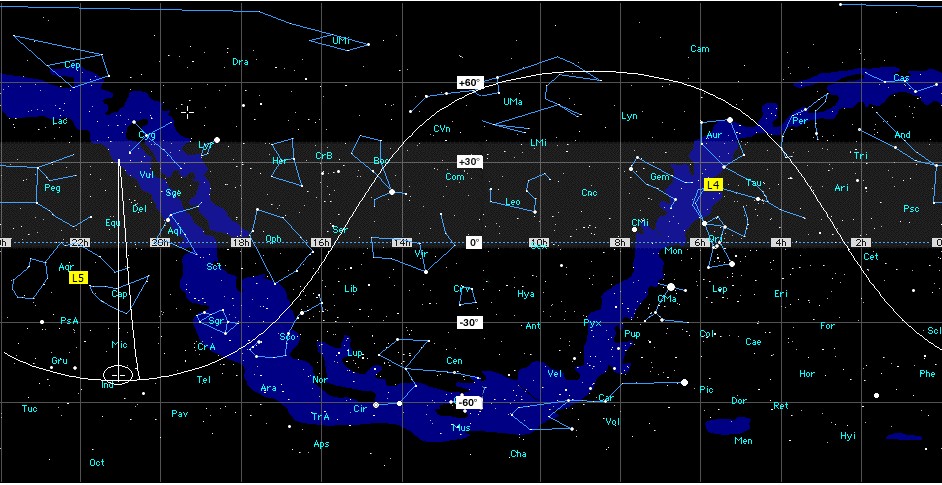 UMi
Cam
Dra
Cep
Cas
+60°
UMa
Lac
Lyn
Per
CVn
Cyg
Aur
And
Lyr
LMi
CrB
Tri
Her
+30°
Boo
Vul
Com
Gem
L4
Tau
Peg
Sge
Leo
Cnc
Ari
Del
Psc
Equ
CMi
Aql
Ser
Oph
Ori
22h
20h
18h
16h
14h
0°
10h
8h
6h
4h
2h
Vir
Mon
Cet
Aqr
L5
Sct
Cap
Lib
Hya
Lep
Eri
CMa
PsA
Sgr
-30°
Ant
Pyx
For
Pup
Col
Scl
Mic
CrA
Sco
Cae
Gru
Lup
Cen
Tel
Nor
Vel
Hor
Phe
Ind
Ara
Pic
Car
Tuc
Pav
TrA
Cir
-60°
Dor
Ret
Mus
Vol
Aps
Men
Hyi
Oct
Cha